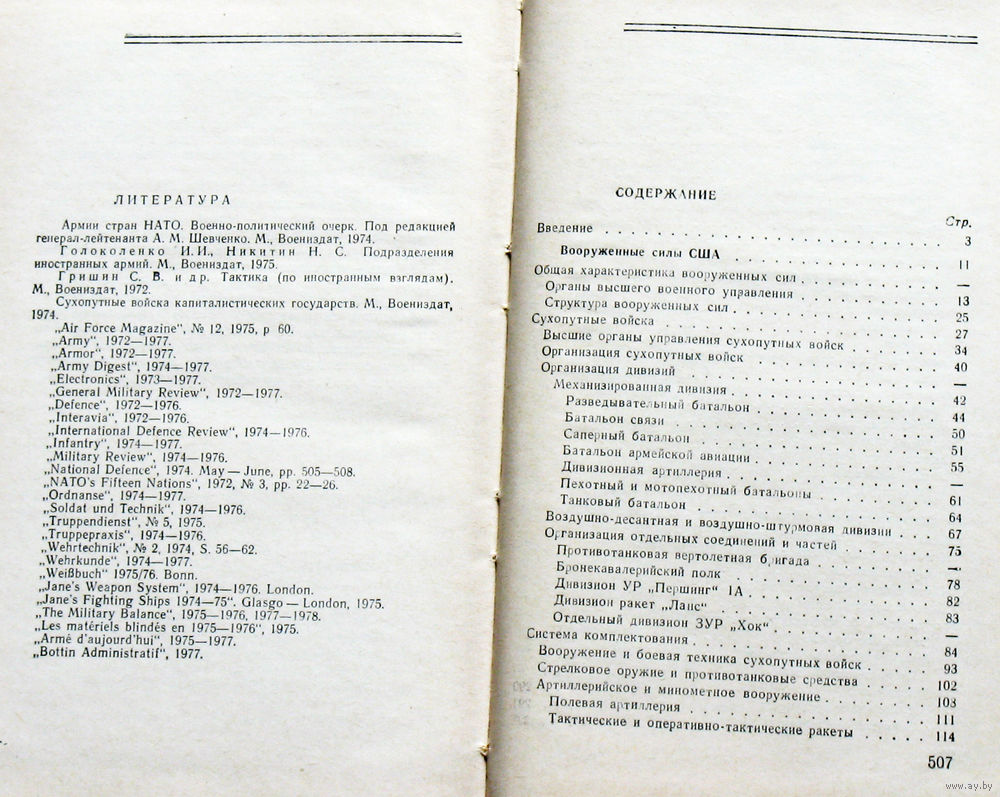 ЛИТЕРАТУРА
Армии стран НАТО. Военно-политический очерк. Под редакцией
генерал-лейтенанта А. М. Шевченко. М., Воениздат, 1974.
Голоколенко И.И., Никитин Н. С. Подразделения
иностранных армий. М., Воениздат, 1975.
Гришин С. В. и др. Тактика (по иностранным взглядам).
М., Воениздат, 1972.
Сухопутные войска капиталистических государств. М., Воениздат,
1974.
„Air Force Magazine“, № 12, 1975, p 60.
„Army“, 1972—1977.
„Armor“, 1972—1977.
„Army Digest“, 1974—1977.
„Electronics“, 1973—1977.
„General Military Review“, 1972—1977.
„Defence“, 1972—1976.
„Interavia“, 1972—1976.
„International Defence Review“, 1974—1976.
„Infantry“, 1974—1977.
„Military Review“, 1974—1976.
„National Defence“, 1974. May — June, pp. 505—508.
„NATO’s Fifteen Nations“, 1972, № 3, pp. 22—26.
„Ordnanse“, 1974—1977.
„Soldat und Technik“, 1974—1976.
„Truppendienst“, № 5, 1975.
„Truppepraxis“, 1974—1976.
„Wehrtechnik“, № 2, 1974, S. 56—62.
„Wehrkunde“, 1974—1977.
„Weißbuch“ 1975/76. Bonn.
„Jane’s Weapon System“, 1974—1976. London.
„Jane’s Fighting Ships 1974—75“. Glasgo — London, 1975.
„The Military Balance“, 1975—1976, 1977—1978.
„Les matériels blindés en 1975—1976“, 1975.
„Armé d’aujourd’hui“, 1975—1977.
„Bottin Administratif“, 1977.
СОДЕРЖАНИЕ
Стр.
Введение . . . 3
Вооруженные силы США . . . 11
Общая характеристика вооруженных сил . . . —
Органы высшего военного управления . . . 13
Структура вооруженных сил . . . 25
Сухопутные войска . . . 27
Высшие органы управления сухопутных войск . . . 34
Организация сухопутных войск . . . 40
Организация дивизий . . . —
Механизированная дивизия . . . 42
Разведывательный батальон . . . 44
Батальон связи . . . 50
Саперный батальон . . . 51
Батальон армейской авиации . . . 55
Дивизионная артиллерия . . . —
Пехотный и мотопехотный батальоны . . . 61
Танковый батальон . . . 64
Воздушно-десантная и воздушно-штурмовая дивизии . . . 67
Организация отдельных соединений и частей . . . 75
Противотанковая вертолетная бригада . . . —
Бронекавалерийский полк . . . 78
Дивизион УР „Першинг“ 1А . . . 82
Дивизион ракет „Ланс“ . . . 83
Отдельный дивизион ЗУР „Хок“ . . . —
Система комплектования . . . 84
Вооружение и боевая техника сухопутных войск . . . 93
Стрелковое оружие и противотанковые средства . . . 102
Артиллерийское и минометное вооружение . . . 108
Полевая артиллерия . . . 111
Тактические и оперативно-тактические ракеты . . . 114
507
www.ay.by